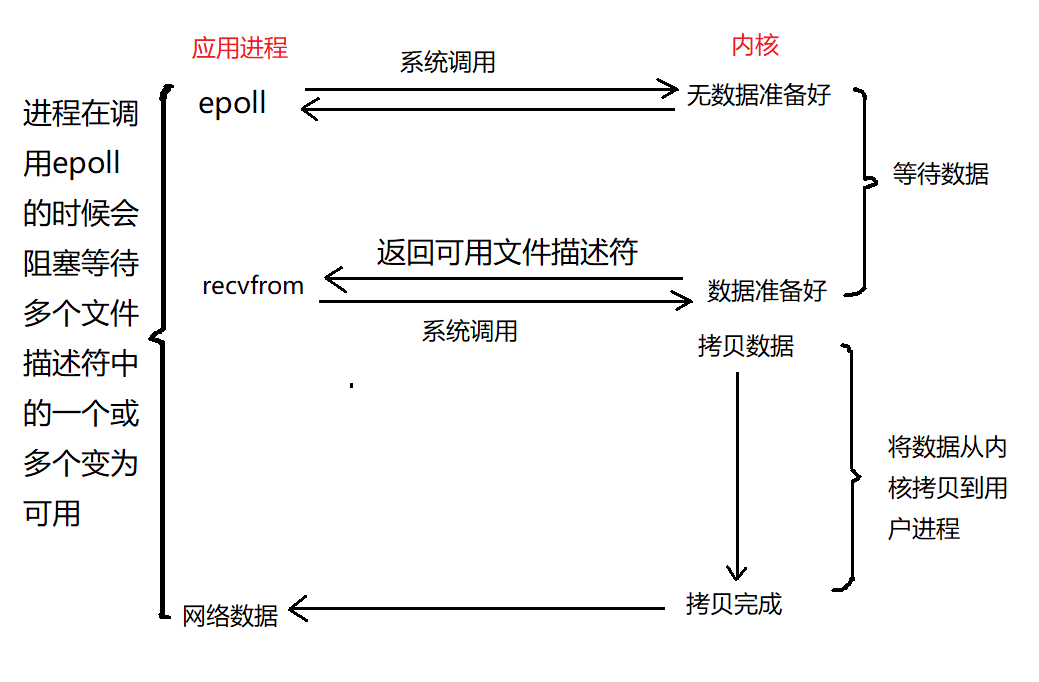 应用进程
内核
系统调用
epoll
无数据准备好
进程在调
用epoll
的时候会
阻塞等待
多个文件
描述符中
的一个或
多个变为
可用
等待数据
返回可用文件描述符
recvfrom
数据准备好
系统调用
拷贝数据
将数据从内
核拷贝到用
户进程
拷贝完成
网络数据